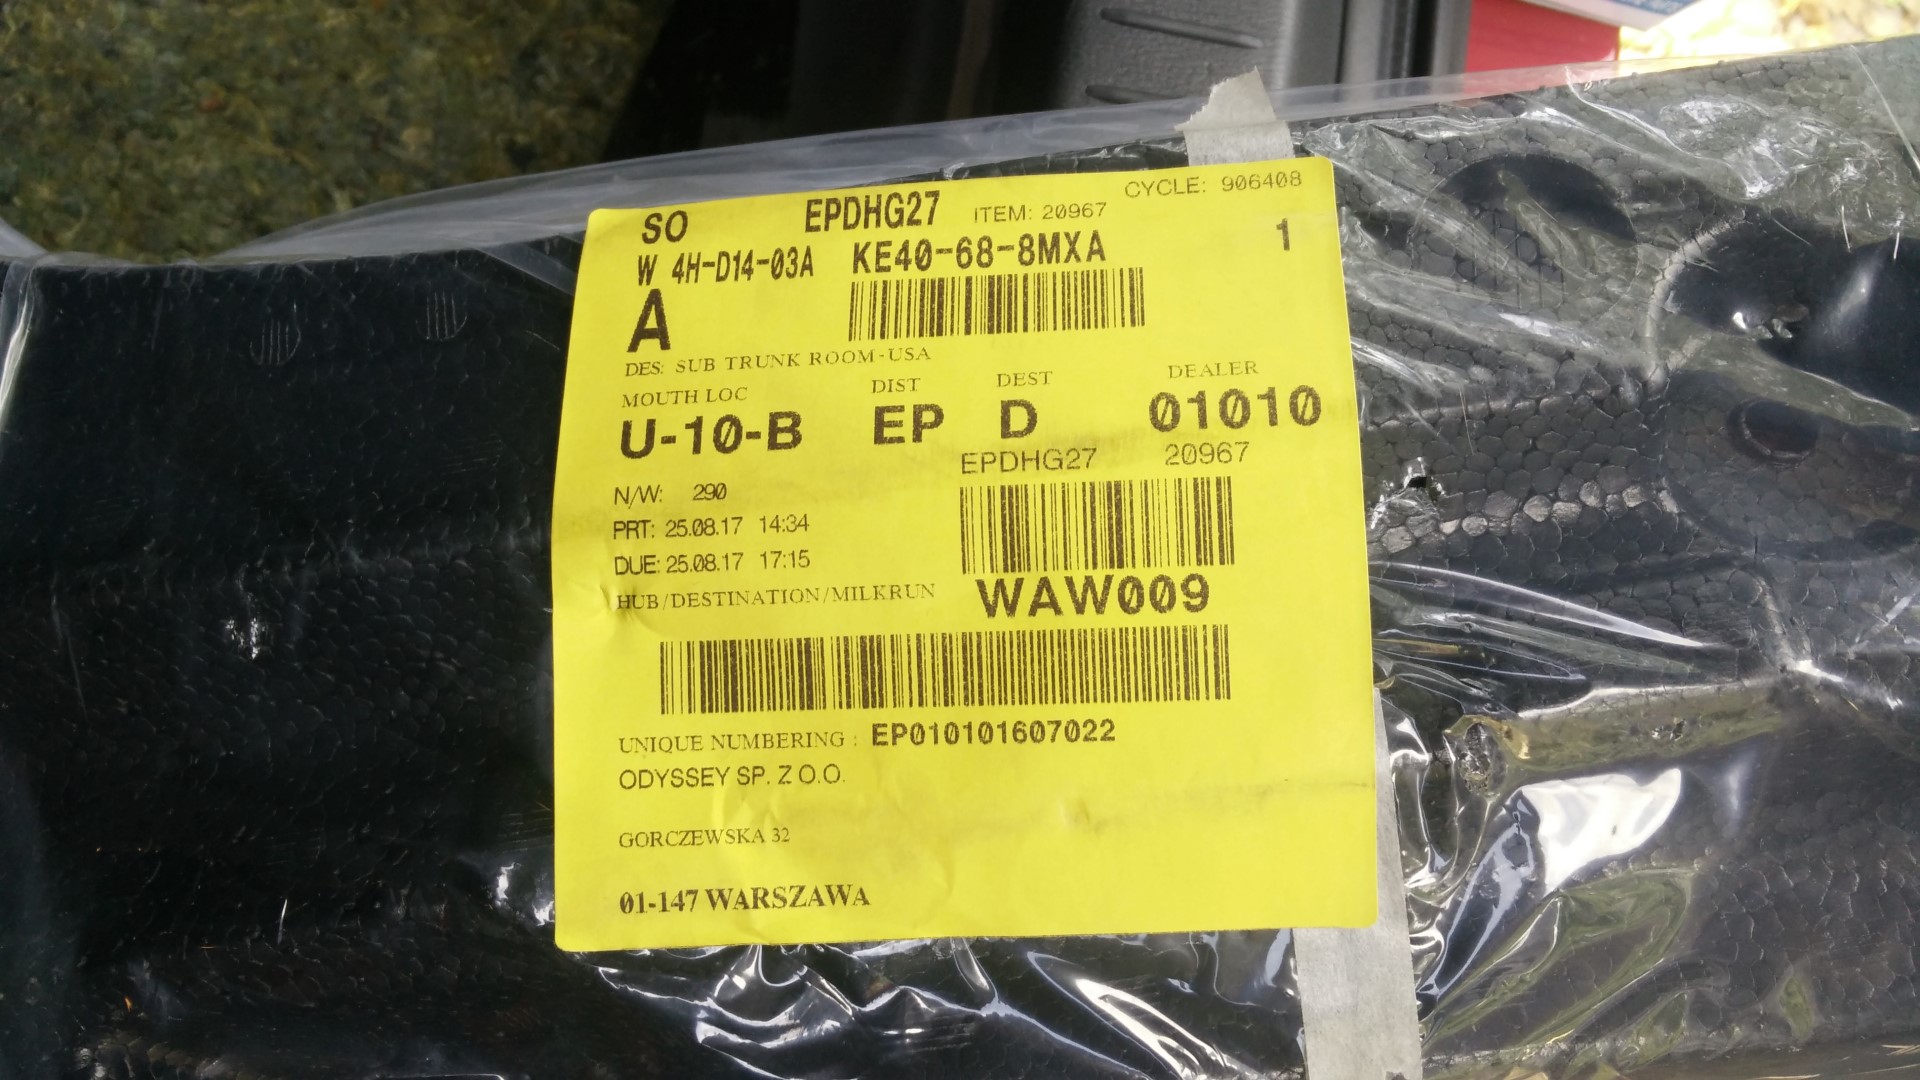 SO EPDHG27 ITEM: 20967 CYCLE: 906408
W 4H-D14-03A KE40-68-8MXA 1
A
DES: SUB TRUNK ROOM-USA
MOUTH LOC DIST DEST DEALER
U-10-B EP D 01010
EPDHG27 20967
N/W: 290
PRT: 25.08.17 14:34
DUE: 25.08.17 17:15
HUB/DESTINATION/MILKRUN WAW009
UNIQUE NUMBERING : EP010101607022
ODYSSEY SP. Z O.O.
GORCZEWSKA 32
01-147 WARSZAWA